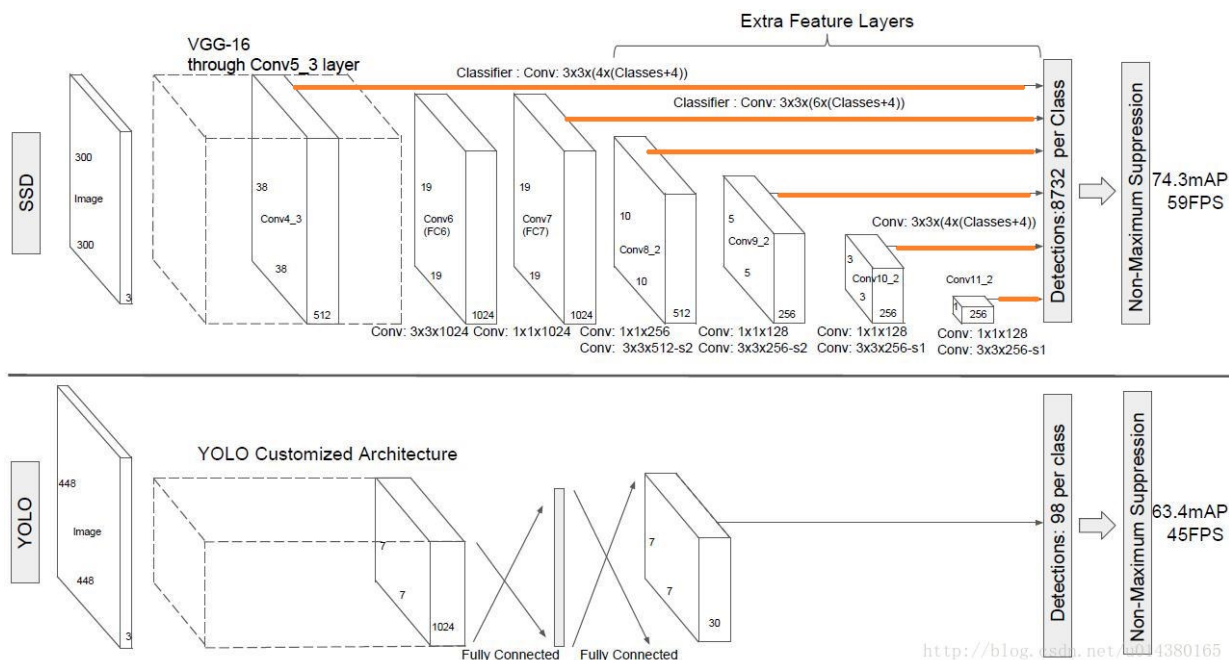 Extra Feature Layers
VGG-16
through Conv5_3 layer
Classifier : Conv: 3x3x(4x(Classes+4))
Classifier : Conv: 3x3x(6x(Classes+4))
SSD
300
Image
300
3
38
Conv4_3
38
512
19
Conv6
(FC6)
19
1024
19
Conv7
(FC7)
19
1024
10
Conv8_2
10
512
5
Conv9_2
5
256
Conv: 3x3x(4x(Classes+4))
3
Conv10_2
3
256
Conv11_2
1
256
Conv: 3x3x1024
Conv: 1x1x1024
Conv: 1x1x256
Conv: 3x3x512-s2
Conv: 1x1x128
Conv: 3x3x256-s2
Conv: 1x1x128
Conv: 3x3x256-s1
Conv: 1x1x128
Conv: 3x3x256-s1
Detections:8732 per Class
Non-Maximum Suppression
74.3mAP
59FPS
YOLO
448
Image
448
3
YOLO Customized Architecture
7
7
1024
Fully Connected
Fully Connected
7
7
30
Detections: 98 per class
Non-Maximum Suppression
63.4mAP
45FPS
http://blog.csdn.net/u014380165